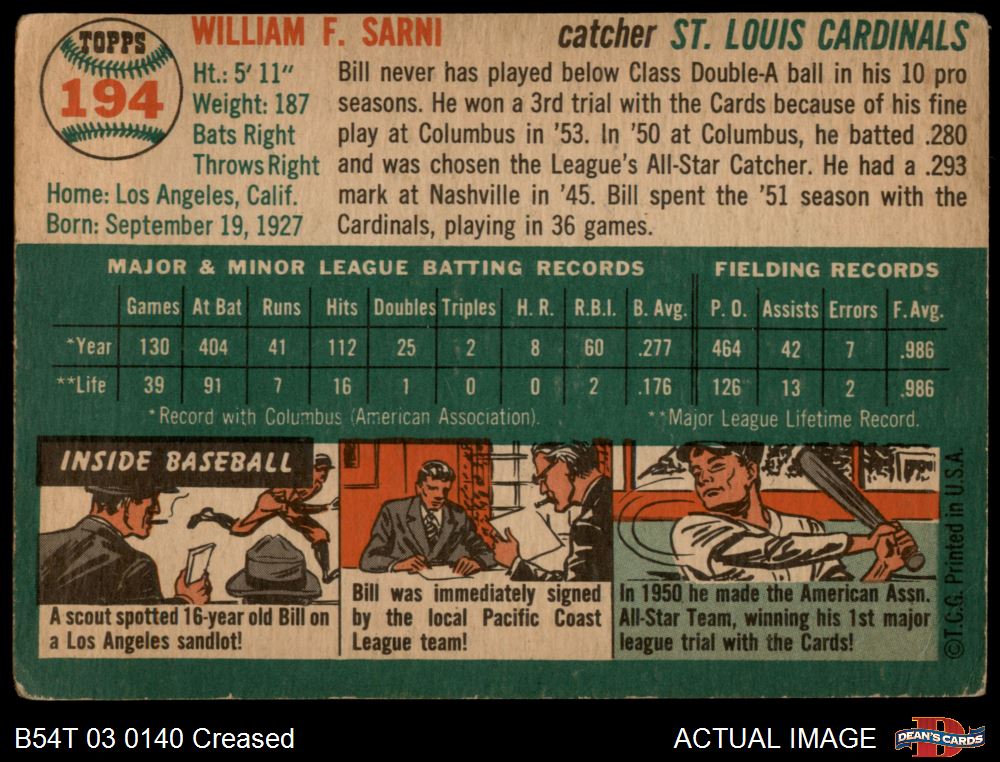 TOPPS
194
WILLIAM F. SARNI
catcher ST. LOUIS CARDINALS
Ht.: 5' 11"
Weight: 187
Bats Right
Throws Right
Home: Los Angeles, Calif.
Born: September 19, 1927
Bill never has played below Class Double-A ball in his 10 pro
seasons. He won a 3rd trial with the Cards because of his fine
play at Columbus in '53. In '50 at Columbus, he batted .280
and was chosen the League's All-Star Catcher. He had a .293
mark at Nashville in '45. Bill spent the '51 season with the
Cardinals, playing in 36 games.
MAJOR & MINOR LEAGUE BATTING RECORDS FIELDING RECORDS
Games At Bat Runs Hits Doubles Triples H. R. R.B.I. B. Avg. P. O. Assists Errors F. Avg.
*Year 130 404 41 112 25 2 8 60 .277 464 42 7 .986
**Life 39 91 7 16 1 0 0 2 .176 126 13 2 .986
*Record with Columbus (American Association). **Major League Lifetime Record.
INSIDE BASEBALL
A scout spotted 16-year old Bill on
a Los Angeles sandlot!
Bill was immediately signed
by the local Pacific Coast
League team!
In 1950 he made the American Assn.
All-Star Team, winning his 1st major
league trial with the Cards!
©T.C.G. Printed in U.S.A.
B54T 03 0140 Creased
ACTUAL IMAGE
DEAN'S CARDS